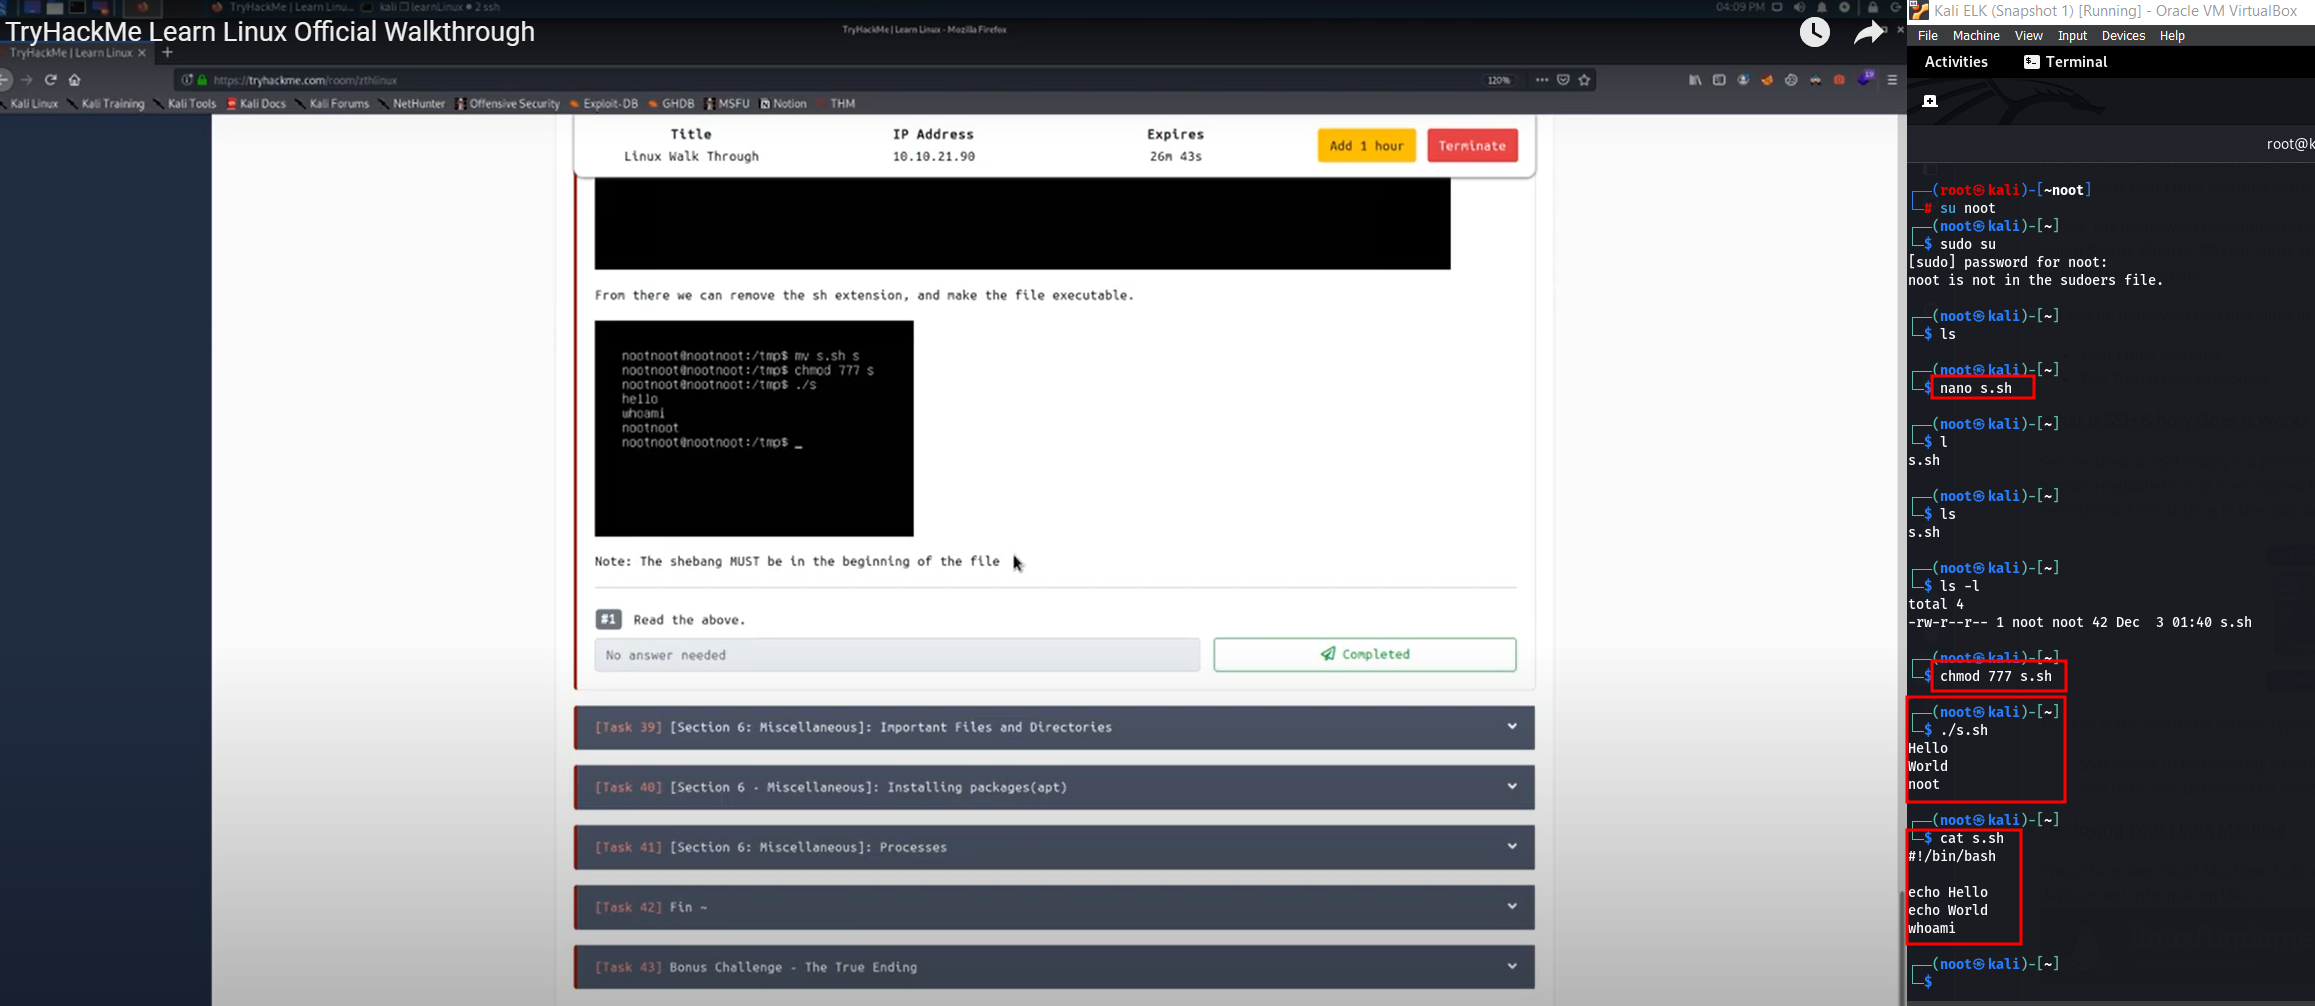 TryHackMe | Learn Linu...
kali learnLinux • 2 ssh
04:09 PM
TryHackMe Learn Linux Official Walkthrough
TryHackMe | Learn Linux - Mozilla Firefox
TryHackMe | Learn Linux
https://tryhackme.com/room/zthlinux
120%
19
Kali Linux
Kali Training
Kali Tools
Kali Docs
Kali Forums
NetHunter
Offensive Security
Exploit-DB
GHDB
MSFU
Notion
THM
Title
IP Address
Expires
Linux Walk Through
10.10.21.90
26m 43s
Add 1 hour
Terminate
From there we can remove the sh extension, and make the file executable.
nootnoot@nootnoot:/tmp$ mv s.sh s
nootnoot@nootnoot:/tmp$ chmod 777 s
nootnoot@nootnoot:/tmp$ ./s
hello
whoami
nootnoot
nootnoot@nootnoot:/tmp$ _
Note: The shebang MUST be in the beginning of the file
#1 Read the above.
No answer needed
Completed
[Task 39] [Section 6: Miscellaneous]: Important Files and Directories
[Task 40] [Section 6 - Miscellaneous]: Installing packages(apt)
[Task 41] [Section 6: Miscellaneous]: Processes
[Task 42] Fin ~
[Task 43] Bonus Challenge - The True Ending
Kali ELK (Snapshot 1) [Running] - Oracle VM VirtualBox
File Machine View Input Devices Help
Activities
Terminal
root@k
(root㉿kali)-[~noot]
# su noot
(noot㉿kali)-[~]
$ sudo su
[sudo] password for noot:
noot is not in the sudoers file.
(noot㉿kali)-[~]
$ ls
(noot㉿kali)-[~]
$ nano s.sh
(noot㉿kali)-[~]
$ l
s.sh
(noot㉿kali)-[~]
$ ls
s.sh
(noot㉿kali)-[~]
$ ls -l
total 4
-rw-r--r-- 1 noot noot 42 Dec  3 01:40 s.sh
(noot㉿kali)-[~]
$ chmod 777 s.sh
(noot㉿kali)-[~]
$ ./s.sh
Hello
World
noot
(noot㉿kali)-[~]
$ cat s.sh
#!/bin/bash
echo Hello
echo World
whoami
(noot㉿kali)-[~]
$